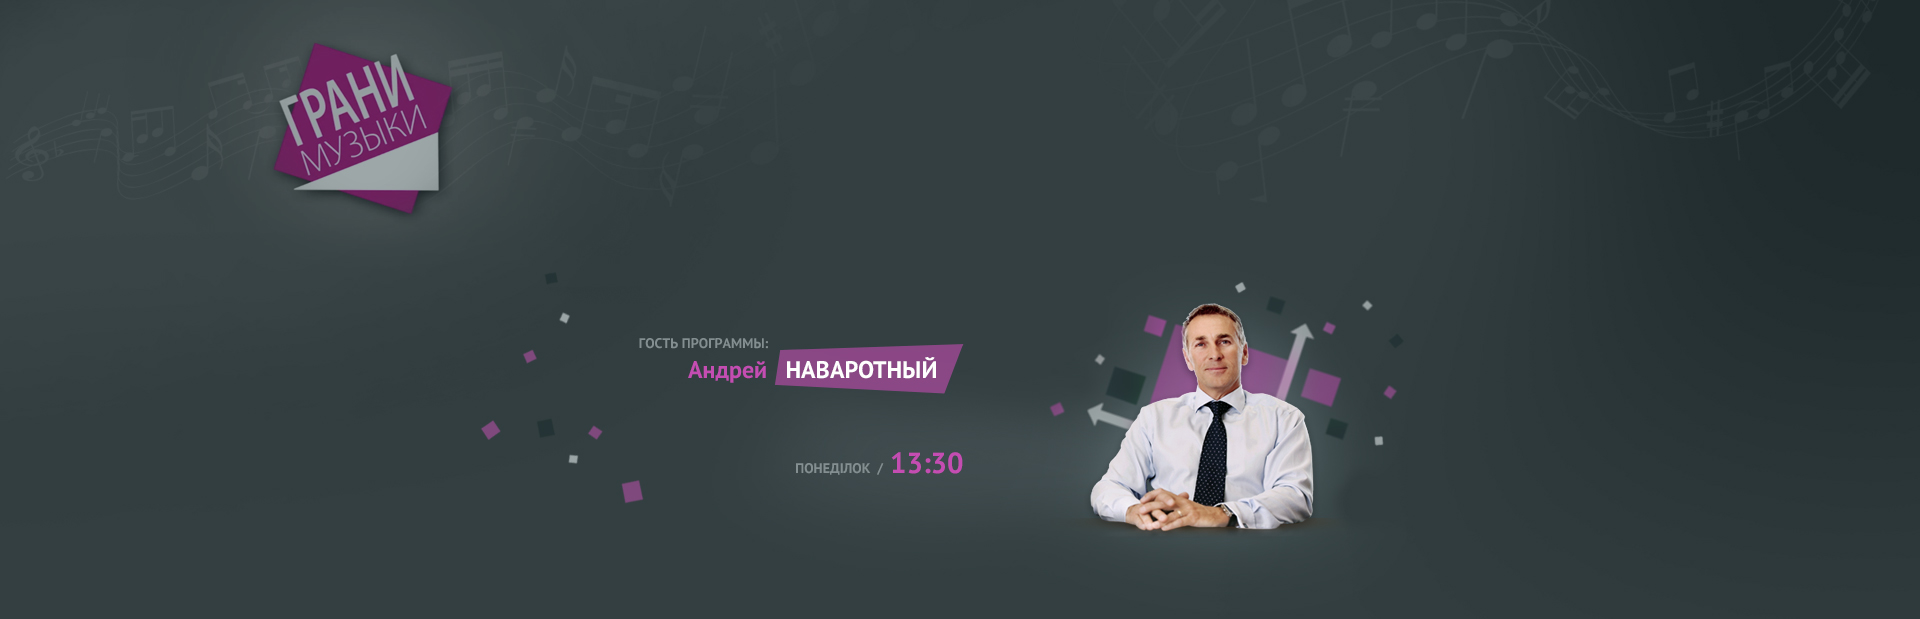 ГРАНИ
МУЗЫКИ
ГОСТЬ ПРОГРАММЫ:
Андрей НАВАРОТНЫЙ
ПОНЕДІЛОК / 13:30